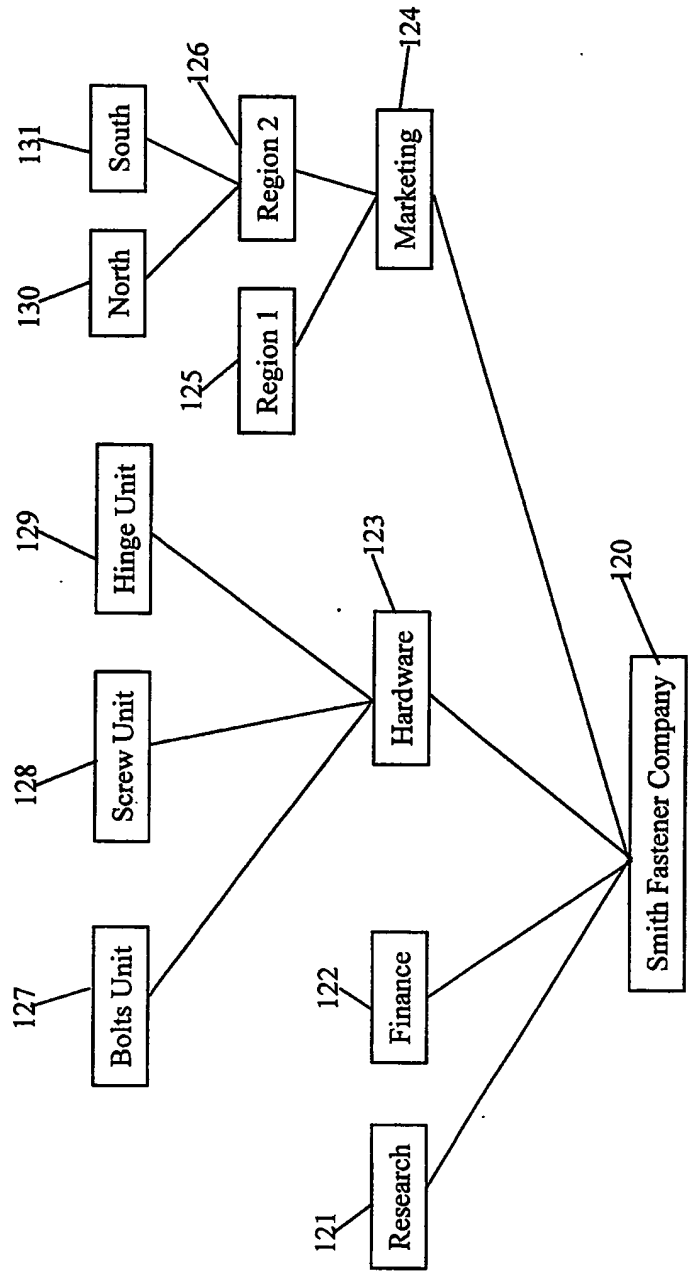 127
128
129
130
131
Bolts Unit
Screw Unit
Hinge Unit
North
South
125
126
Region 1
Region 2
121
122
123
124
Research
Finance
Hardware
Marketing
120
Smith Fastener Company